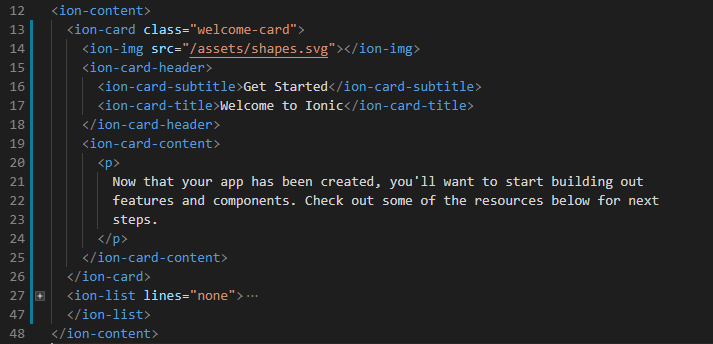 12 <ion-content>
13 <ion-card class="welcome-card">
14 <ion-img src="/assets/shapes.svg"></ion-img>
15 <ion-card-header>
16 <ion-card-subtitle>Get Started</ion-card-subtitle>
17 <ion-card-title>Welcome to Ionic</ion-card-title>
18 </ion-card-header>
19 <ion-card-content>
20 <p>
21 Now that your app has been created, you'll want to start building out
22 features and components. Check out some of the resources below for next
23 steps.
24 </p>
25 </ion-card-content>
26 </ion-card>
27 <ion-list lines="none">⋯
47 </ion-list>
48 </ion-content>